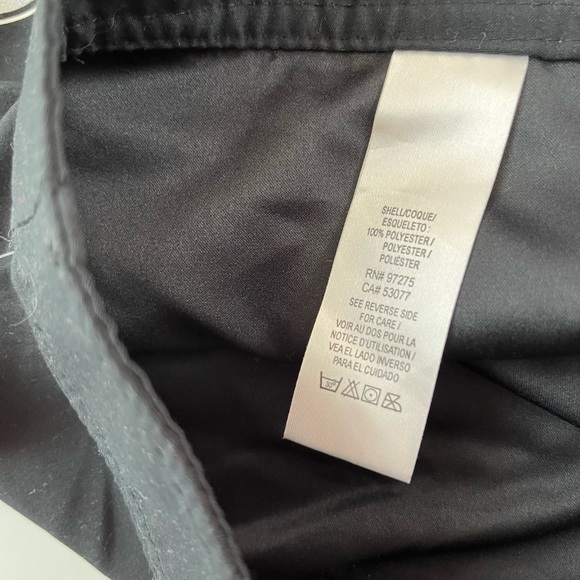 SHELL/COQUE/
ESQUELETO :
100% POLYESTER /
POLYESTER /
POLIÉSTER
RN# 97275
CA# 53077
SEE REVERSE SIDE
FOR CARE /
VOIR AU DOS POUR LA
NOTICE D'UTILISATION /
VEA EL LADO INVERSO
PARA EL CUIDADO
30°